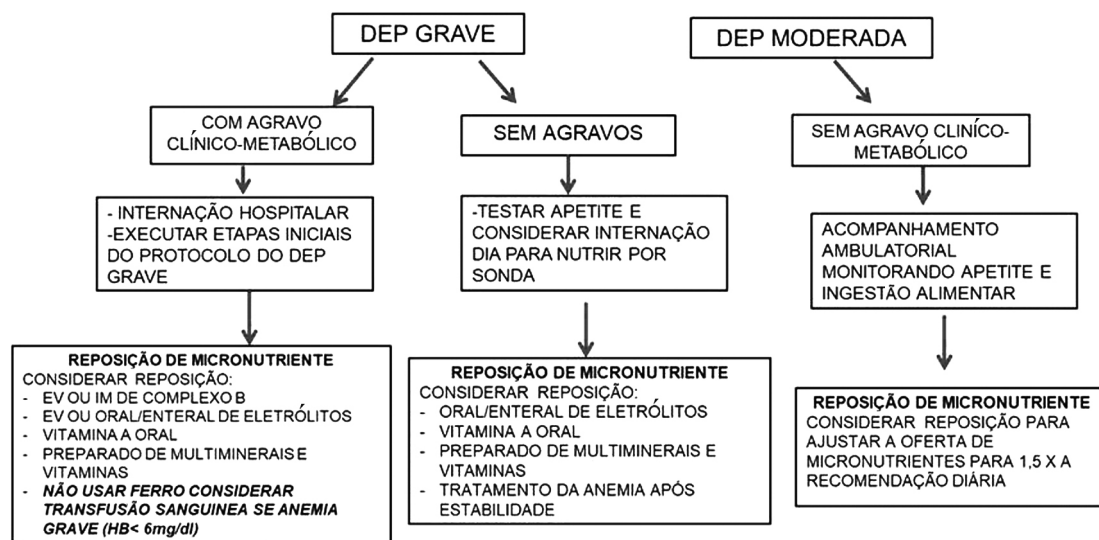 DEP GRAVE
DEP MODERADA
COM AGRAVO
CLÍNICO-METABÓLICO
SEM AGRAVOS
SEM AGRAVO CLINÍCO-
METABÓLICO
- INTERNAÇÃO HOSPITALAR
-EXECUTAR ETAPAS INICIAIS
DO PROTOCOLO DO DEP
GRAVE
-TESTAR APETITE E
CONSIDERAR INTERNAÇÃO
DIA PARA NUTRIR POR
SONDA
ACOMPANHAMENTO
AMBULATORIAL
MONITORANDO APETITE E
INGESTÃO ALIMENTAR
REPOSIÇÃO DE MICRONUTRIENTE
CONSIDERAR REPOSIÇÃO:
- EV OU IM DE COMPLEXO B
- EV OU ORAL/ENTERAL DE ELETRÓLITOS
- VITAMINA A ORAL
- PREPARADO DE MULTIMINERAIS E
VITAMINAS
- NÃO USAR FERRO CONSIDERAR
TRANSFUSÃO SANGUINEA SE ANEMIA
GRAVE (HB< 6mg/dl)
REPOSIÇÃO DE MICRONUTRIENTE
CONSIDERAR REPOSIÇÃO:
- ORAL/ENTERAL DE ELETRÓLITOS
- VITAMINA A ORAL
- PREPARADO DE MULTIMINERAIS E
VITAMINAS
- TRATAMENTO DA ANEMIA APÓS
ESTABILIDADE
REPOSIÇÃO DE MICRONUTRIENTE
CONSIDERAR REPOSIÇÃO PARA
AJUSTAR A OFERTA DE
MICRONUTRIENTES PARA 1,5 X A
RECOMENDAÇÃO DIÁRIA